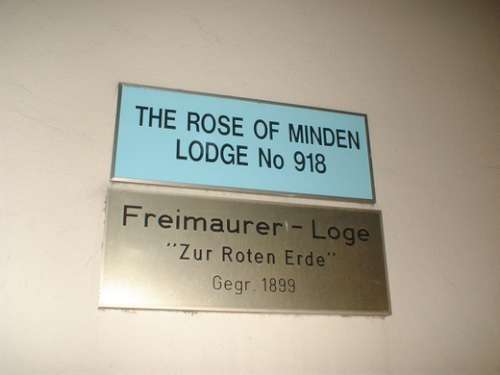 THE ROSE OF MINDEN
LODGE No 918
Freimaurer - Loge
"Zur Roten Erde"
Gegr. 1899